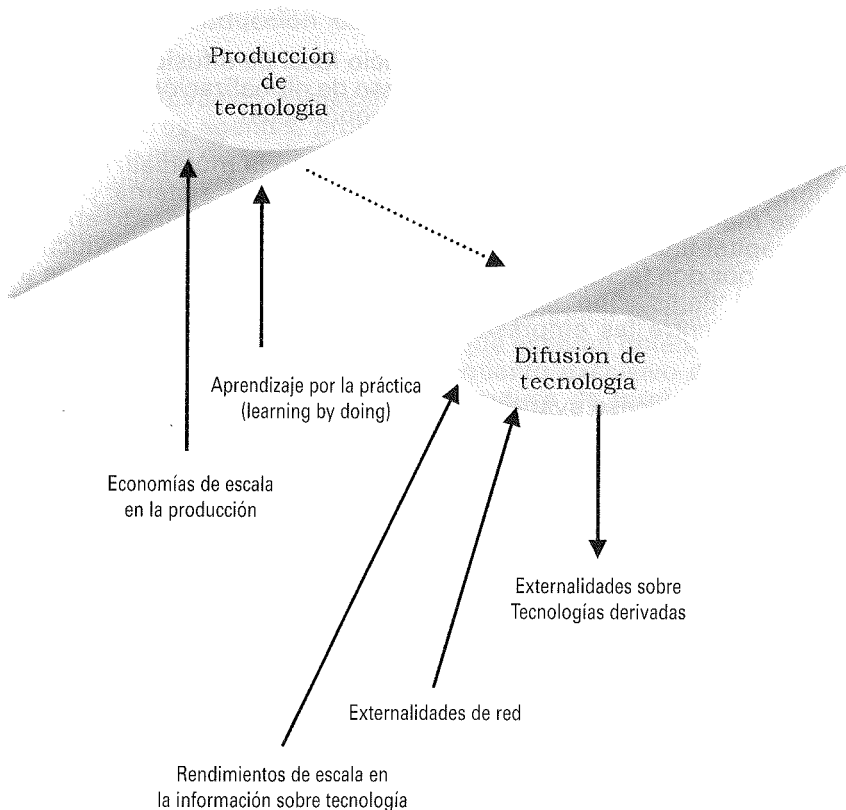 Producción
de
tecnología
Difusión de
tecnología
Aprendizaje por la práctica
(learning by doing)
Economías de escala
en la producción
Externalidades sobre
Tecnologías derivadas
Externalidades de red
Rendimientos de escala en
la información sobre tecnología